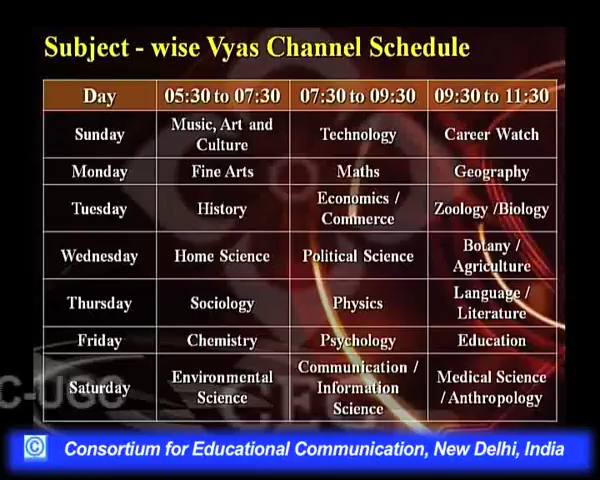 Subject - wise Vyas Channel Schedule
Day 05:30 to 07:30 07:30 to 09:30 09:30 to 11:30
Sunday Music, Art and Culture Technology Career Watch
Monday Fine Arts Maths Geography
Tuesday History Economics / Commerce Zoology /Biology
Wednesday Home Science Political Science Botany / Agriculture
Thursday Sociology Physics Language / Literature
Friday Chemistry Psychology Education
Saturday Environmental Science Communication / Information Science Medical Science / Anthropology
C-UGC CEC
© Consortium for Educational Communication, New Delhi, India